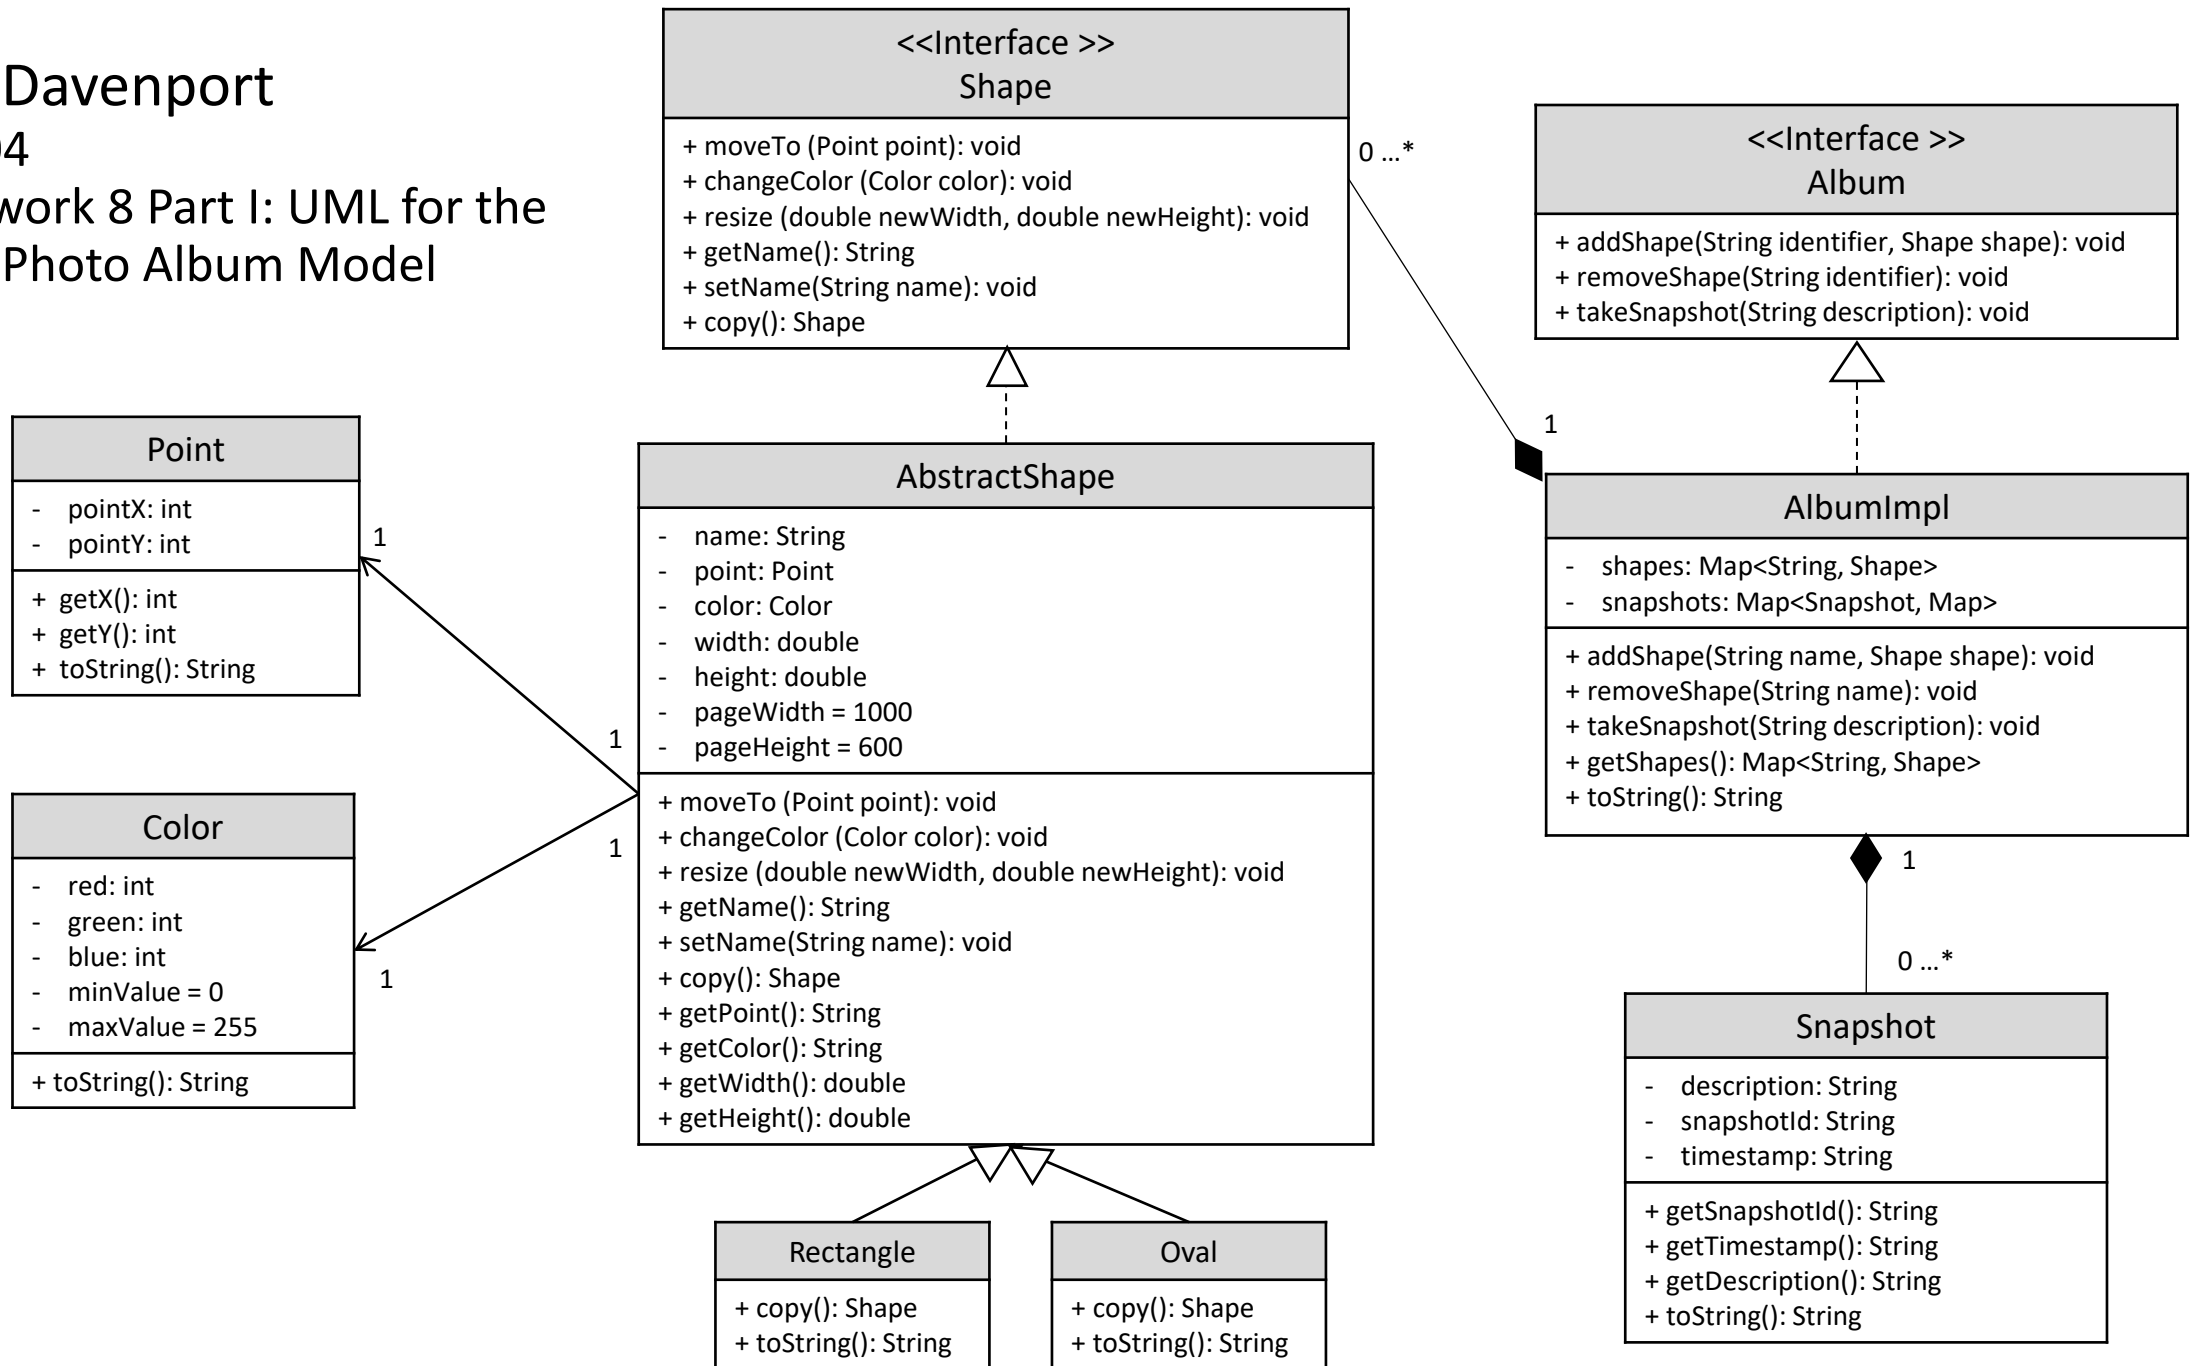 Davenport
work 8 Part I: UML for the
Photo Album Model
<<Interface >>
Shape
+ moveTo (Point point): void
+ changeColor (Color color): void
+ resize (double newWidth, double newHeight): void
+ getName(): String
+ setName(String name): void
+ copy(): Shape
0 ...*
<<Interface >>
Album
+ addShape(String identifier, Shape shape): void
+ removeShape(String identifier): void
+ takeSnapshot(String description): void
1
Point
- pointX: int
- pointY: int
+ getX(): int
+ getY(): int
+ toString(): String
1
1
Color
- red: int
- green: int
- blue: int
- minValue = 0
- maxValue = 255
+ toString(): String
1
1
AbstractShape
- name: String
- point: Point
- color: Color
- width: double
- height: double
- pageWidth = 1000
- pageHeight = 600
+ moveTo (Point point): void
+ changeColor (Color color): void
+ resize (double newWidth, double newHeight): void
+ getName(): String
+ setName(String name): void
+ copy(): Shape
+ getPoint(): String
+ getColor(): String
+ getWidth(): double
+ getHeight(): double
AlbumImpl
- shapes: Map<String, Shape>
- snapshots: Map<Snapshot, Map>
+ addShape(String name, Shape shape): void
+ removeShape(String name): void
+ takeSnapshot(String description): void
+ getShapes(): Map<String, Shape>
+ toString(): String
1
0 ...*
Snapshot
- description: String
- snapshotId: String
- timestamp: String
+ getSnapshotId(): String
+ getTimestamp(): String
+ getDescription(): String
+ toString(): String
Rectangle
+ copy(): Shape
+ toString(): String
Oval
+ copy(): Shape
+ toString(): String